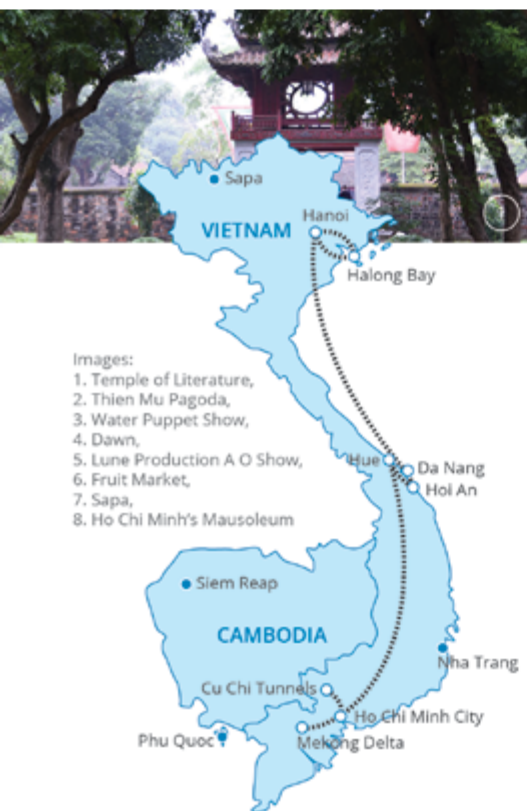 Sapa
Hanoi
VIETNAM
Halong Bay
Images:
1. Temple of Literature,
2. Thien Mu Pagoda,
3. Water Puppet Show,
4. Dawn,
5. Lune Production A O Show,
6. Fruit Market,
7. Sapa,
8. Ho Chi Minh's Mausoleum
Hue
Da Nang
Hoi An
Siem Reap
CAMBODIA
Nha Trang
Cu Chi Tunnels
Ho Chi Minh City
Phu Quoc
Mekong Delta